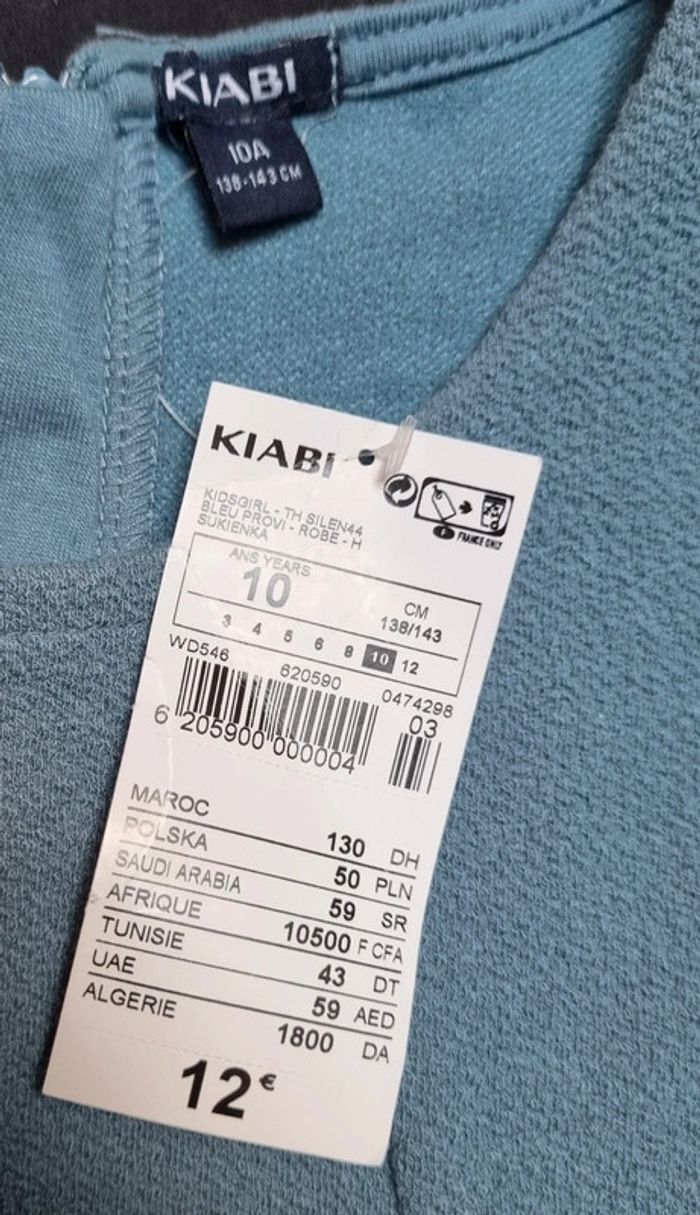 KIABI
10A
138-143 CM
KIABI
KIDSGIRL - TH SILEN44
BLEU PROVI - ROBE - H
SUKIENKA
FRANCE ONLY
ANS YEARS
10
CM
138/143
3 4 5 6 8 10 12
WD546 620590 0474298
03
6 205900 000004
MAROC 130 DH
POLSKA 50 PLN
SAUDI ARABIA 59 SR
AFRIQUE 10500 F CFA
TUNISIE 43 DT
UAE 59 AED
ALGERIE 1800 DA
12 €